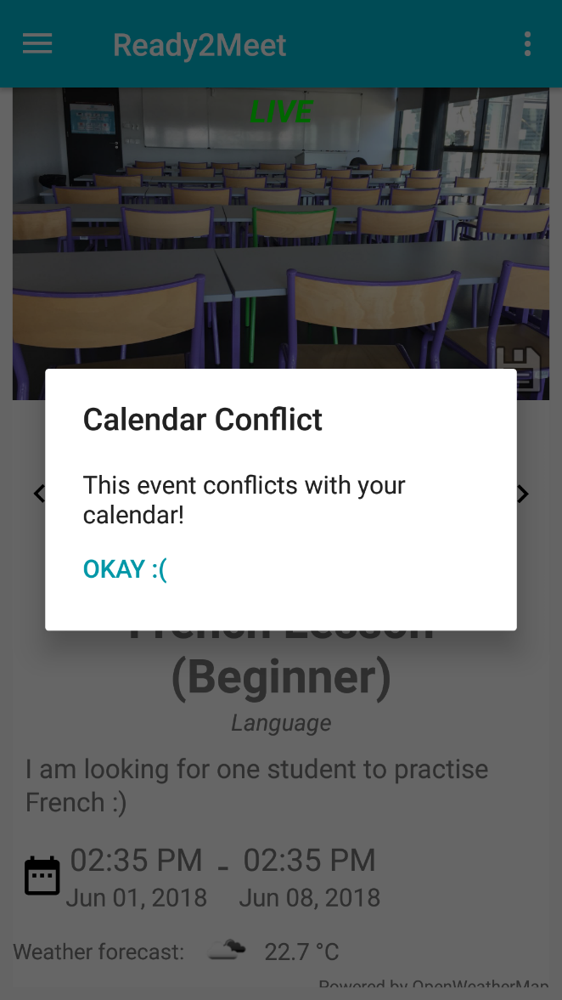 Ready2Meet
LIVE
Calendar Conflict
This event conflicts with your
calendar!
OKAY :(
French Lesson
(Beginner)
Language
I am looking for one student to practise
French :)
02:35 PM - 02:35 PM
Jun 01, 2018 Jun 08, 2018
Weather forecast: 22.7 °C
Powered by OpenWeatherMap